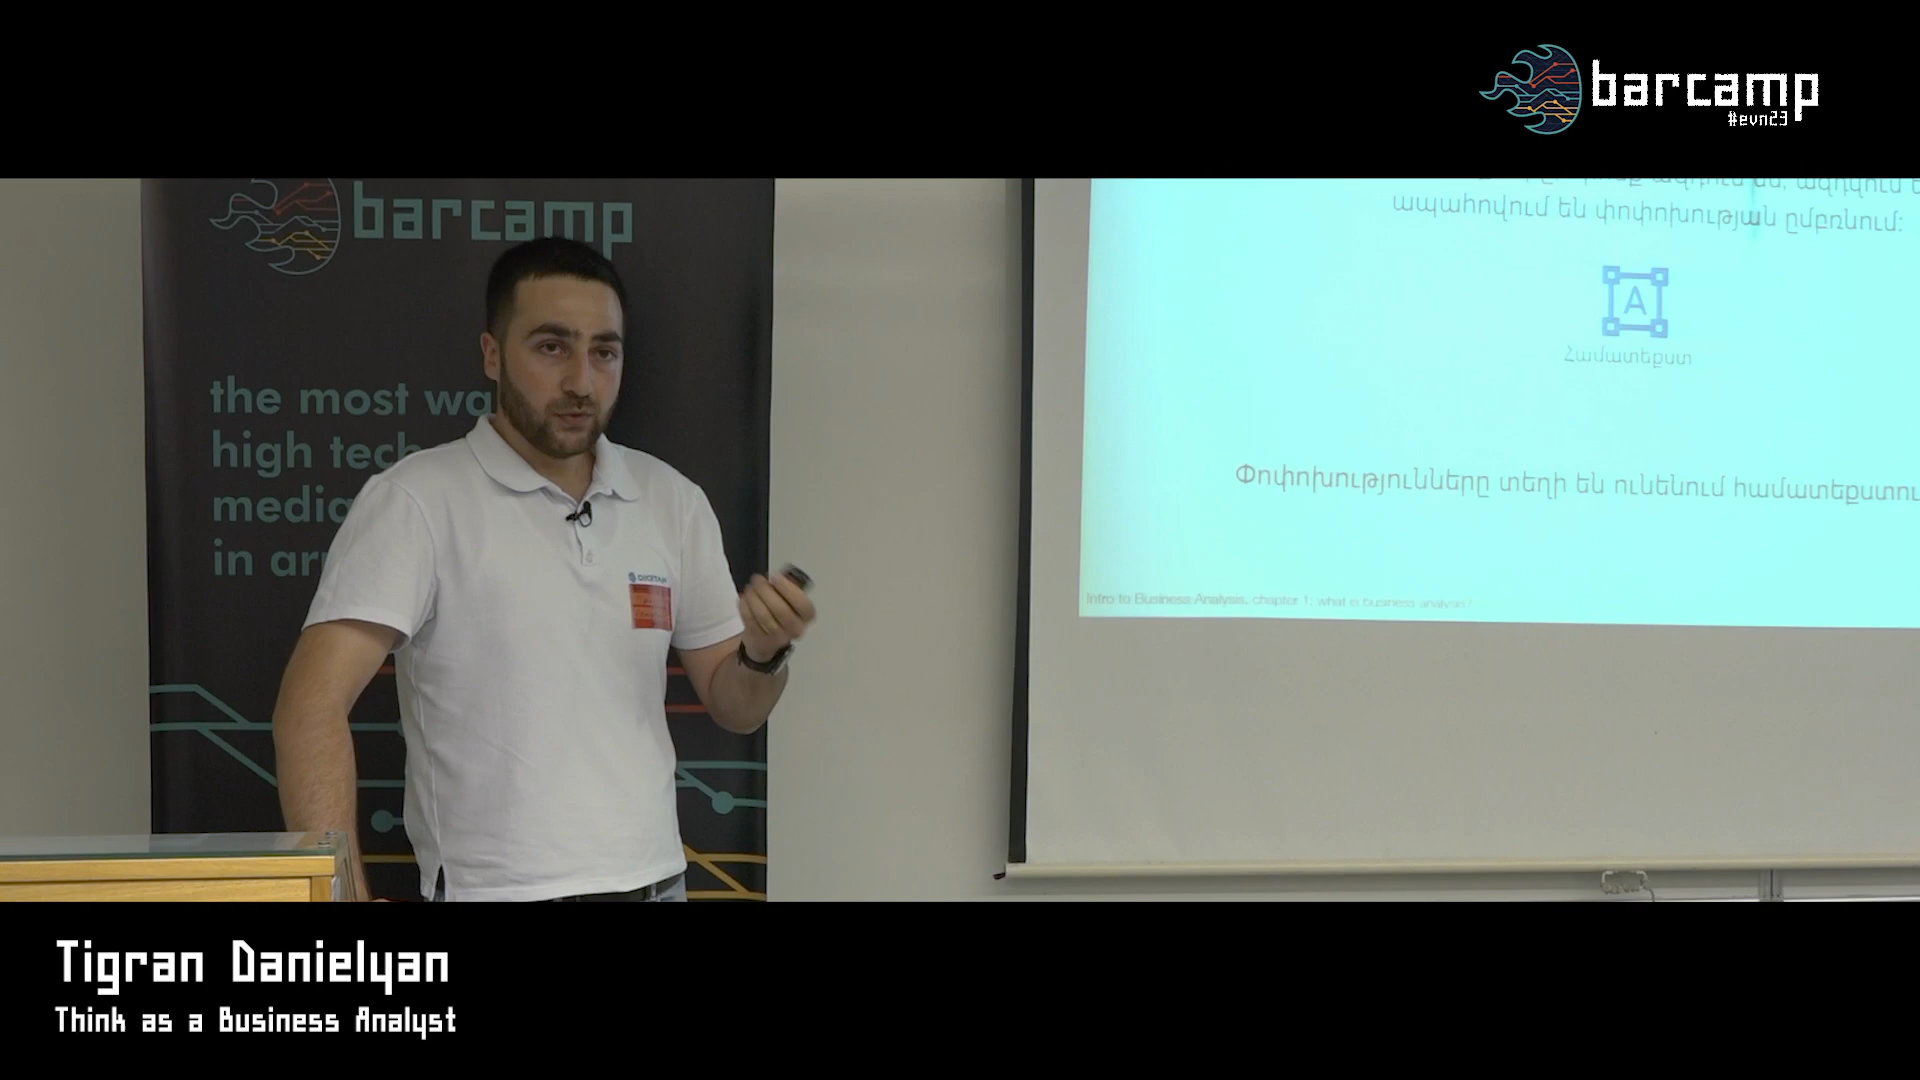 barcamp
#evn23
barcamp
the most wa
high tech
media
in ar
ապահովում են փոփոխության ըմբռնում:
A
Համատեքստ
Փոփոխությունները տեղի են ունենում համատեքստու
Intro to Business Analysis, chapter 1; what is business analysis?
Tigran Danielyan
Think as a Business Analyst